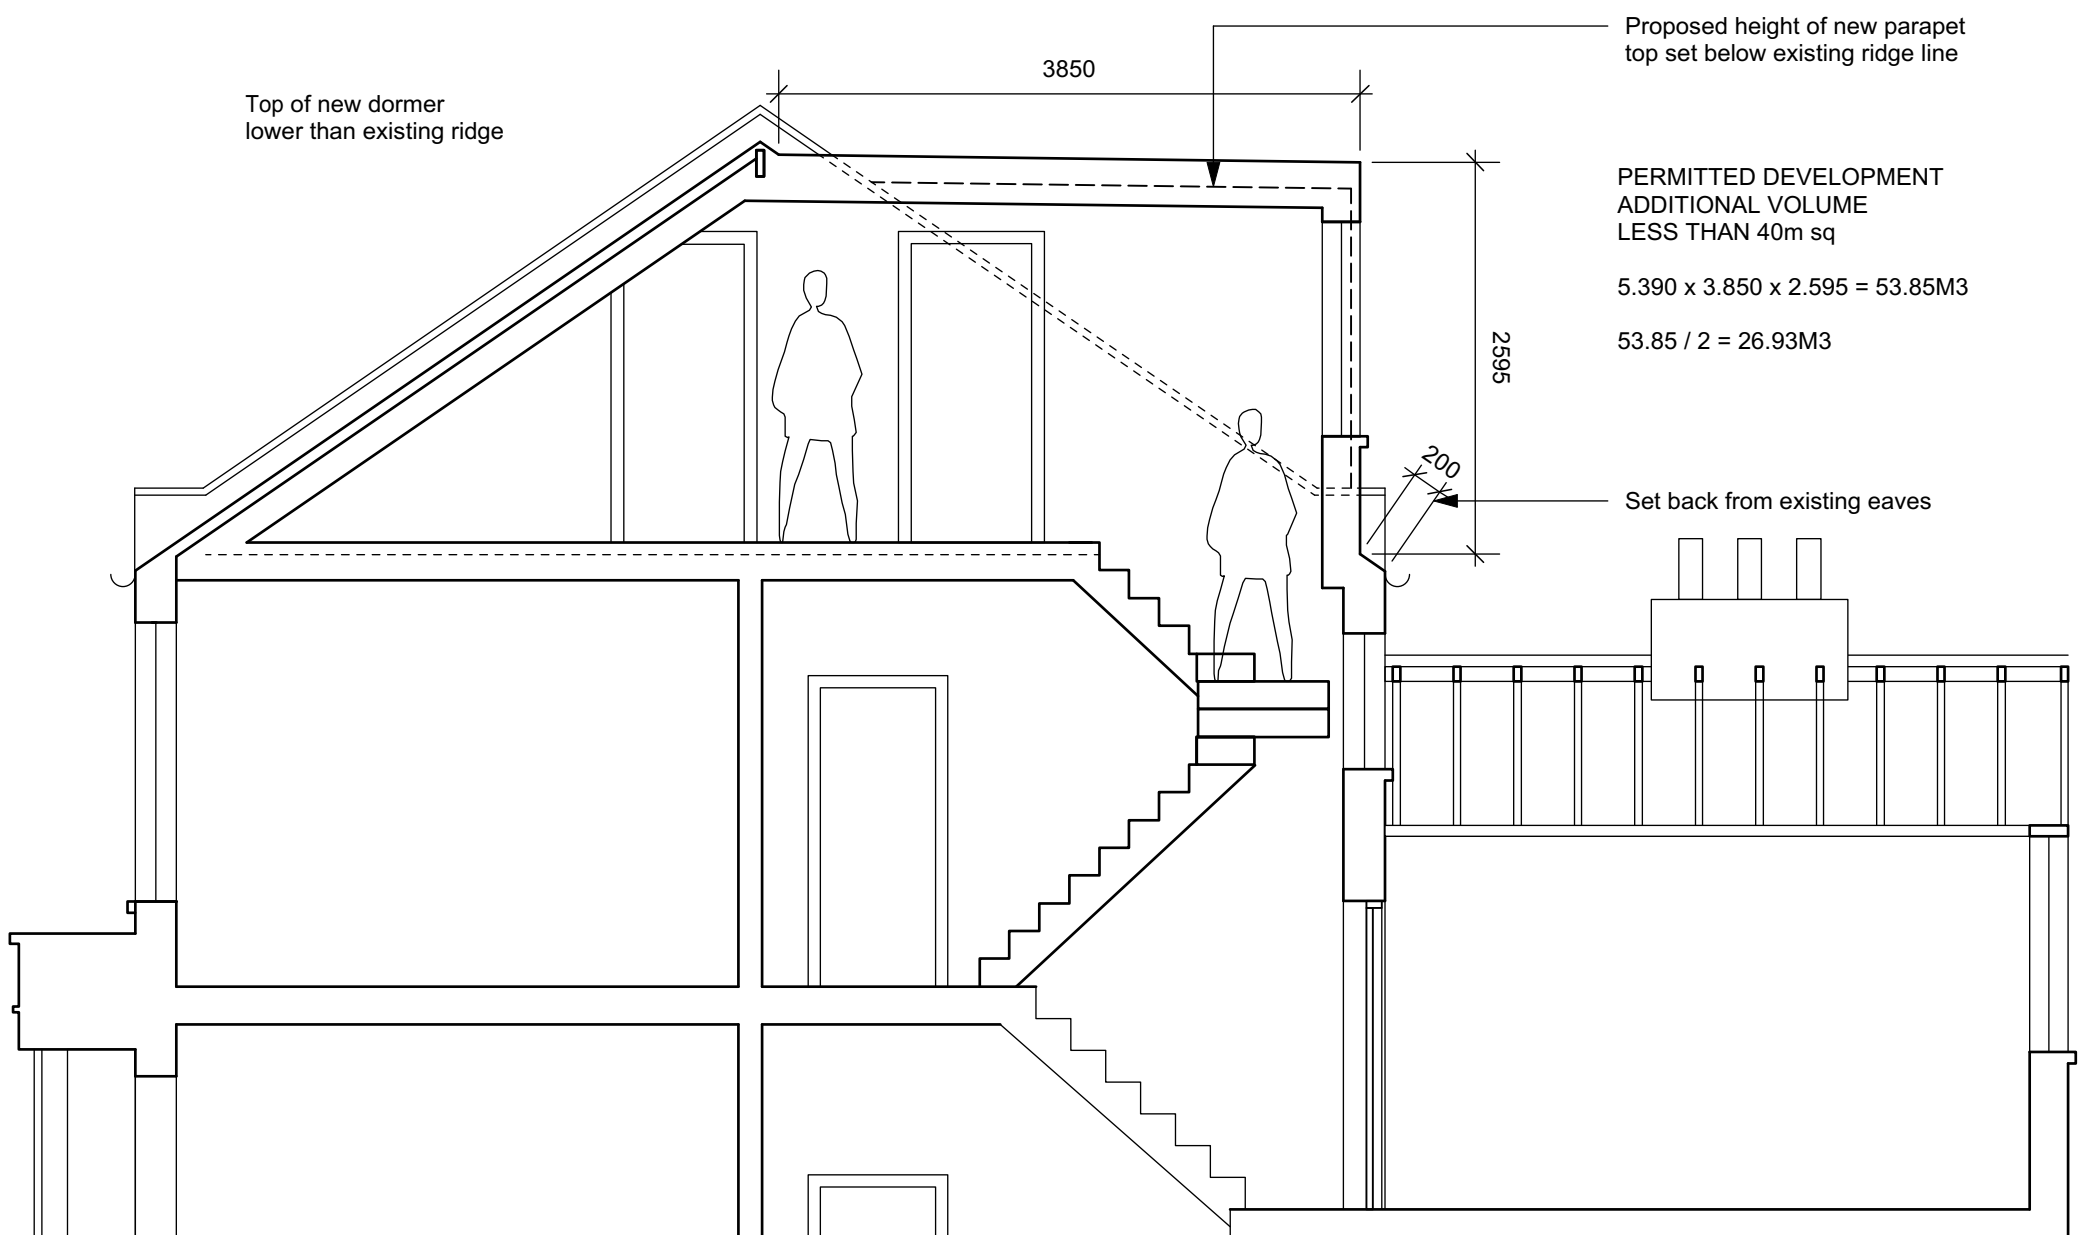 Proposed height of new parapet
top set below existing ridge line
3850
Top of new dormer
lower than existing ridge
PERMITTED DEVELOPMENT
ADDITIONAL VOLUME
LESS THAN 40m sq
5.390 x 3.850 x 2.595 = 53.85M3
53.85 / 2 = 26.93M3
2595
200
Set back from existing eaves